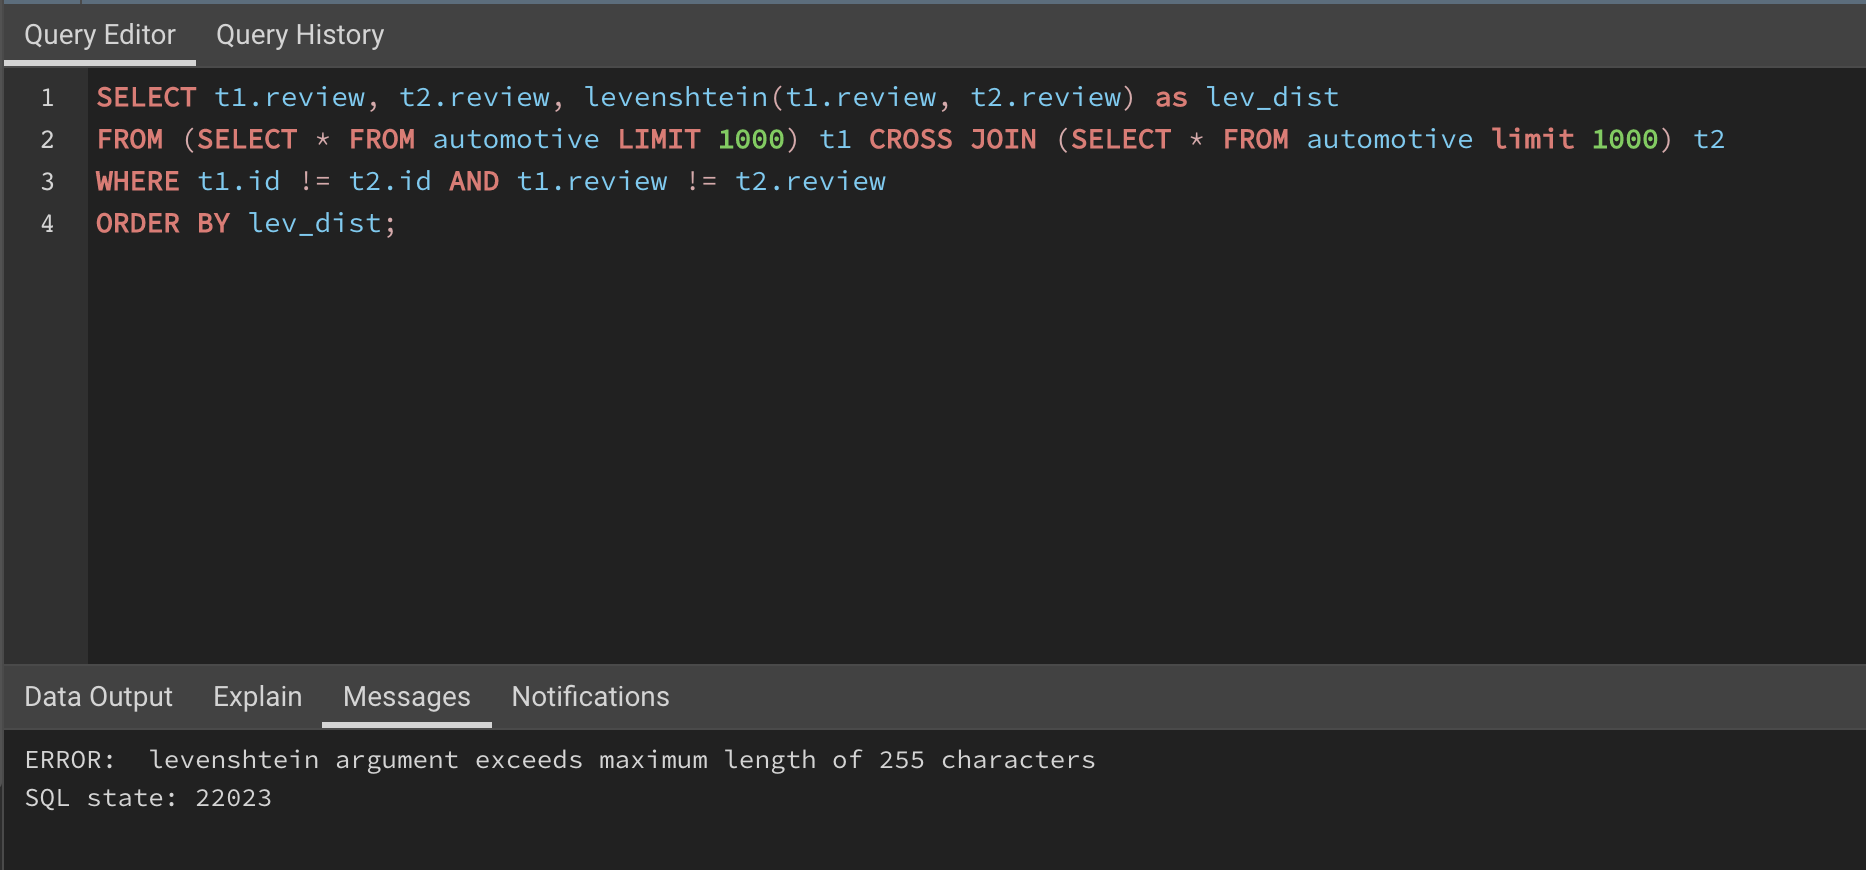 Query Editor Query History
1 SELECT t1.review, t2.review, levenshtein(t1.review, t2.review) as lev_dist
2 FROM (SELECT * FROM automotive LIMIT 1000) t1 CROSS JOIN (SELECT * FROM automotive limit 1000) t2
3 WHERE t1.id != t2.id AND t1.review != t2.review
4 ORDER BY lev_dist;
Data Output Explain Messages Notifications
ERROR:  levenshtein argument exceeds maximum length of 255 characters
SQL state: 22023